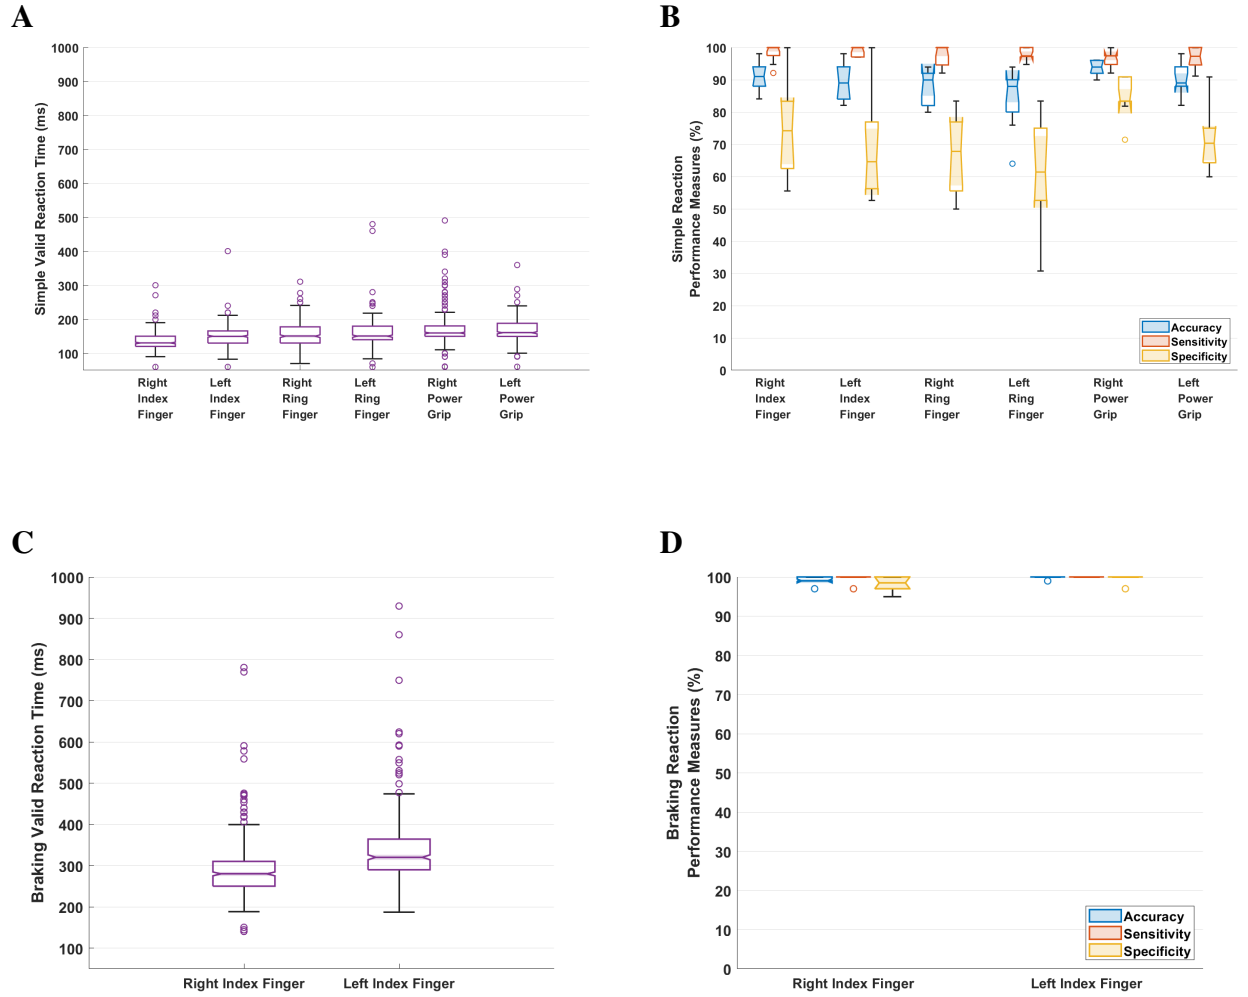 A
1000
900
800
700
600
500
400
300
200
100
Simple Valid Reaction Time (ms)
Right Index Finger
Left Index Finger
Right Ring Finger
Left Ring Finger
Right Power Grip
Left Power Grip
B
100
90
80
70
60
50
40
30
20
10
0
Simple Reaction
Performance Measures (%)
Accuracy
Sensitivity
Specificity
Right Index Finger
Left Index Finger
Right Ring Finger
Left Ring Finger
Right Power Grip
Left Power Grip
C
1000
900
800
700
600
500
400
300
200
100
Braking Valid Reaction Time (ms)
Right Index Finger
Left Index Finger
D
100
90
80
70
60
50
40
30
20
10
0
Braking Reaction
Performance Measures (%)
Accuracy
Sensitivity
Specificity
Right Index Finger
Left Index Finger